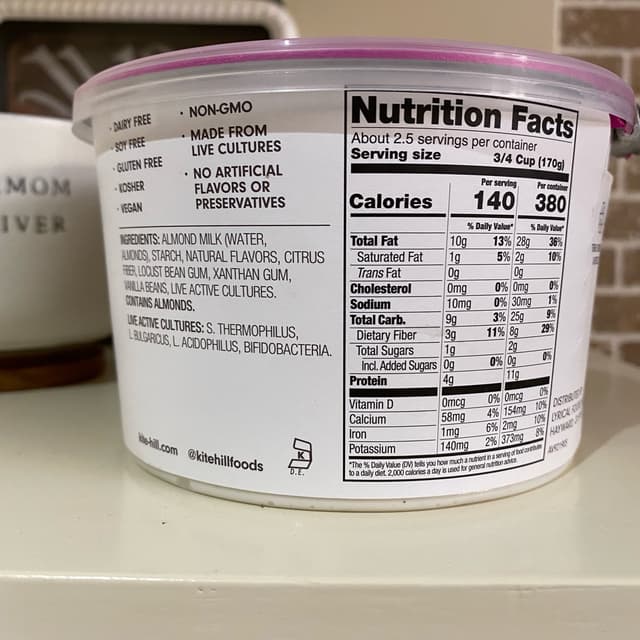 MOM
IVER
· DAIRY FREE
· SOY FREE
· GLUTEN FREE
· KOSHER
· VEGAN
· NON-GMO
· MADE FROM
LIVE CULTURES
· NO ARTIFICIAL
FLAVORS OR
PRESERVATIVES
INGREDIENTS: ALMOND MILK (WATER,
ALMONDS), STARCH, NATURAL FLAVORS, CITRUS
FIBER, LOCUST BEAN GUM, XANTHAN GUM,
VANILLA BEANS, LIVE ACTIVE CULTURES.
CONTAINS ALMONDS.
LIVE ACTIVE CULTURES: S. THERMOPHILUS,
L. BULGARICUS, L. ACIDOPHILUS, BIFIDOBACTERIA.
kite-hill.com @kitehillfoods
K
D.E.
Nutrition Facts
About 2.5 servings per container
Serving size 3/4 Cup (170g)
Per serving Per container
Calories 140 380
% Daily Value* % Daily Value*
Total Fat 10g 13% 28g 36%
Saturated Fat 1g 5% 2g 10%
Trans Fat 0g 0g
Cholesterol 0mg 0% 0mg 0%
Sodium 10mg 0% 30mg 1%
Total Carb. 9g 3% 25g 9%
Dietary Fiber 3g 11% 8g 29%
Total Sugars 1g 2g
Incl. Added Sugars 0g 0% 0g 0%
Protein 4g 11g
Vitamin D 0mcg 0% 0mcg 0%
Calcium 58mg 4% 154mg 10%
Iron 1mg 6% 2mg 10%
Potassium 140mg 2% 373mg 8%
*The % Daily Value (DV) tells you how much a nutrient in a serving of food contributes
to a daily diet. 2,000 calories a day is used for general nutrition advice.
DISTRIBUTED
LYRICAL FOODS
HAYWARD,